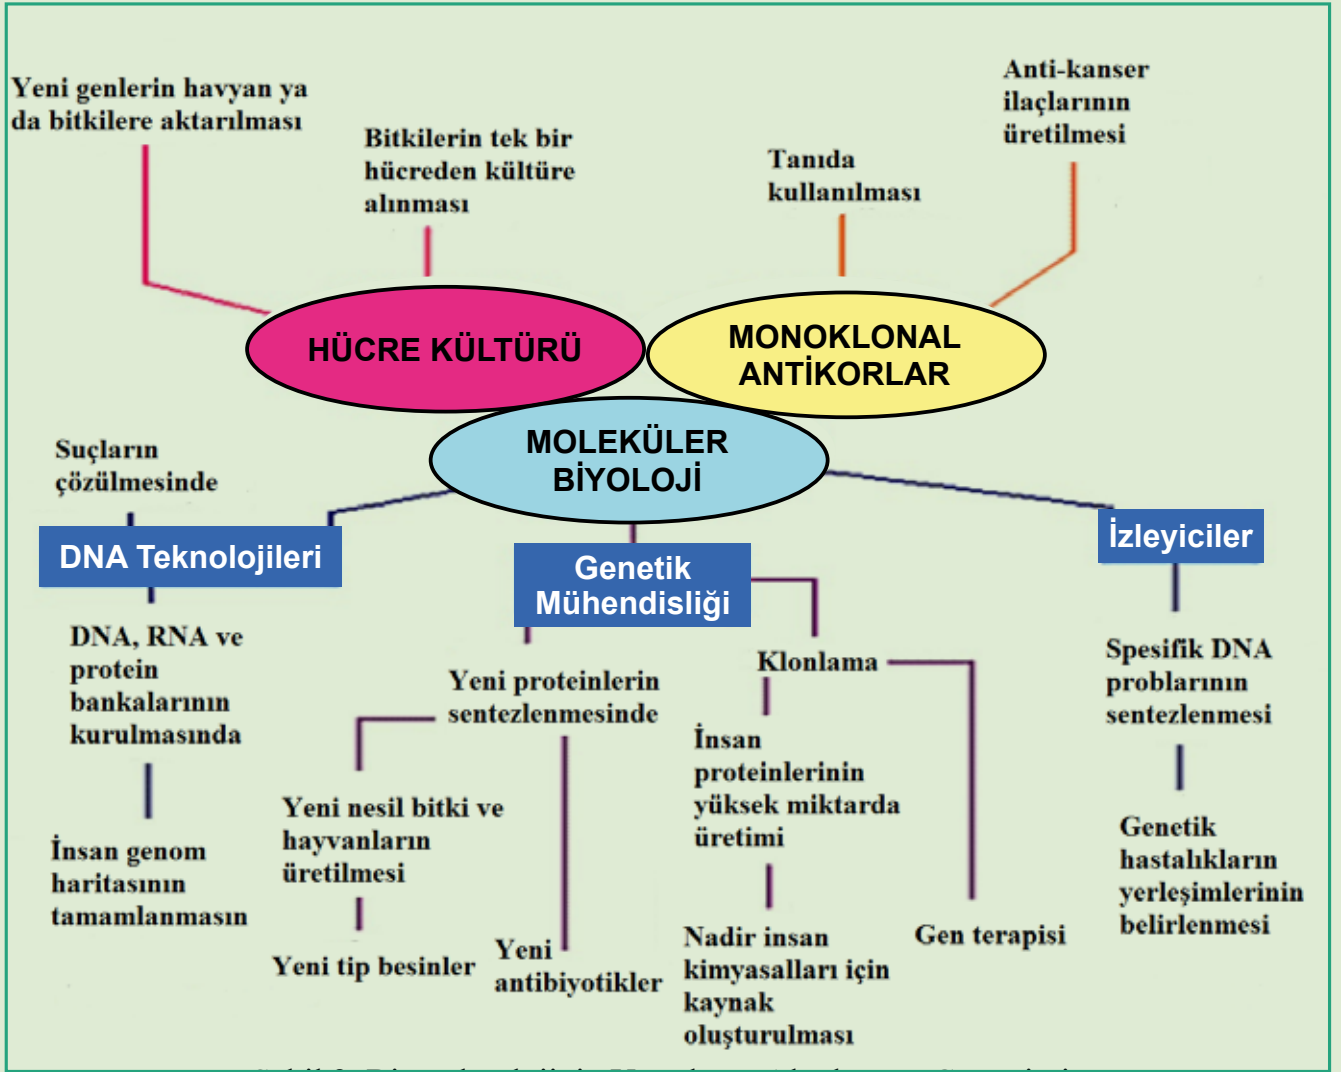 Yeni genlerin havyan ya
da bitkilere aktarılması
Bitkilerin tek bir
hücreden kültüre
alınması
Tanıda
kullanılması
Anti-kanser
ilaçlarının
üretilmesi
HÜCRE KÜLTÜRÜ
MONOKLONAL
ANTİKORLAR
MOLEKÜLER
BİYOLOJİ
Suçların
çözülmesinde
DNA Teknolojileri
DNA, RNA ve
protein
bankalarının
kurulmasında
İnsan genom
haritasının
tamamlanmasın
Genetik
Mühendisliği
Yeni proteinlerin
sentezlenmesinde
Yeni nesil bitki ve
hayvanların
üretilmesi
Yeni tip besinler
Yeni
antibiyotikler
Klonlama
İnsan
proteinlerinin
yüksek miktarda
üretimi
Nadir insan
kimyasalları için
kaynak
oluşturulması
Gen terapisi
İzleyiciler
Spesifik DNA
problarının
sentezlenmesi
Genetik
hastalıkların
yerleşimlerinin
belirlenmesi